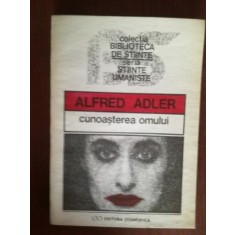 colecția
BIBLIOTECA
DE ȘTIINȚE
seria
ȘTIINȚE
UMANISTE
ALFRED ADLER
cunoașterea omului
EDITURA ȘTIINȚIFICĂ